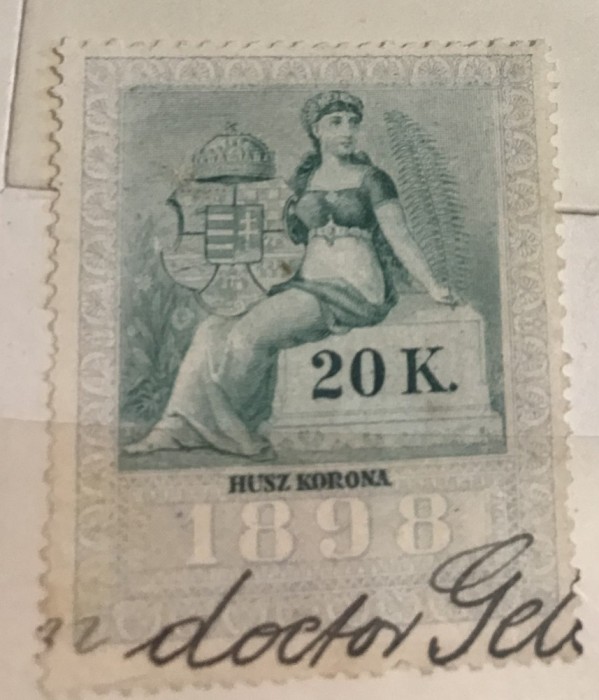 20 K.
HUSZ KORONA
1898
doctor